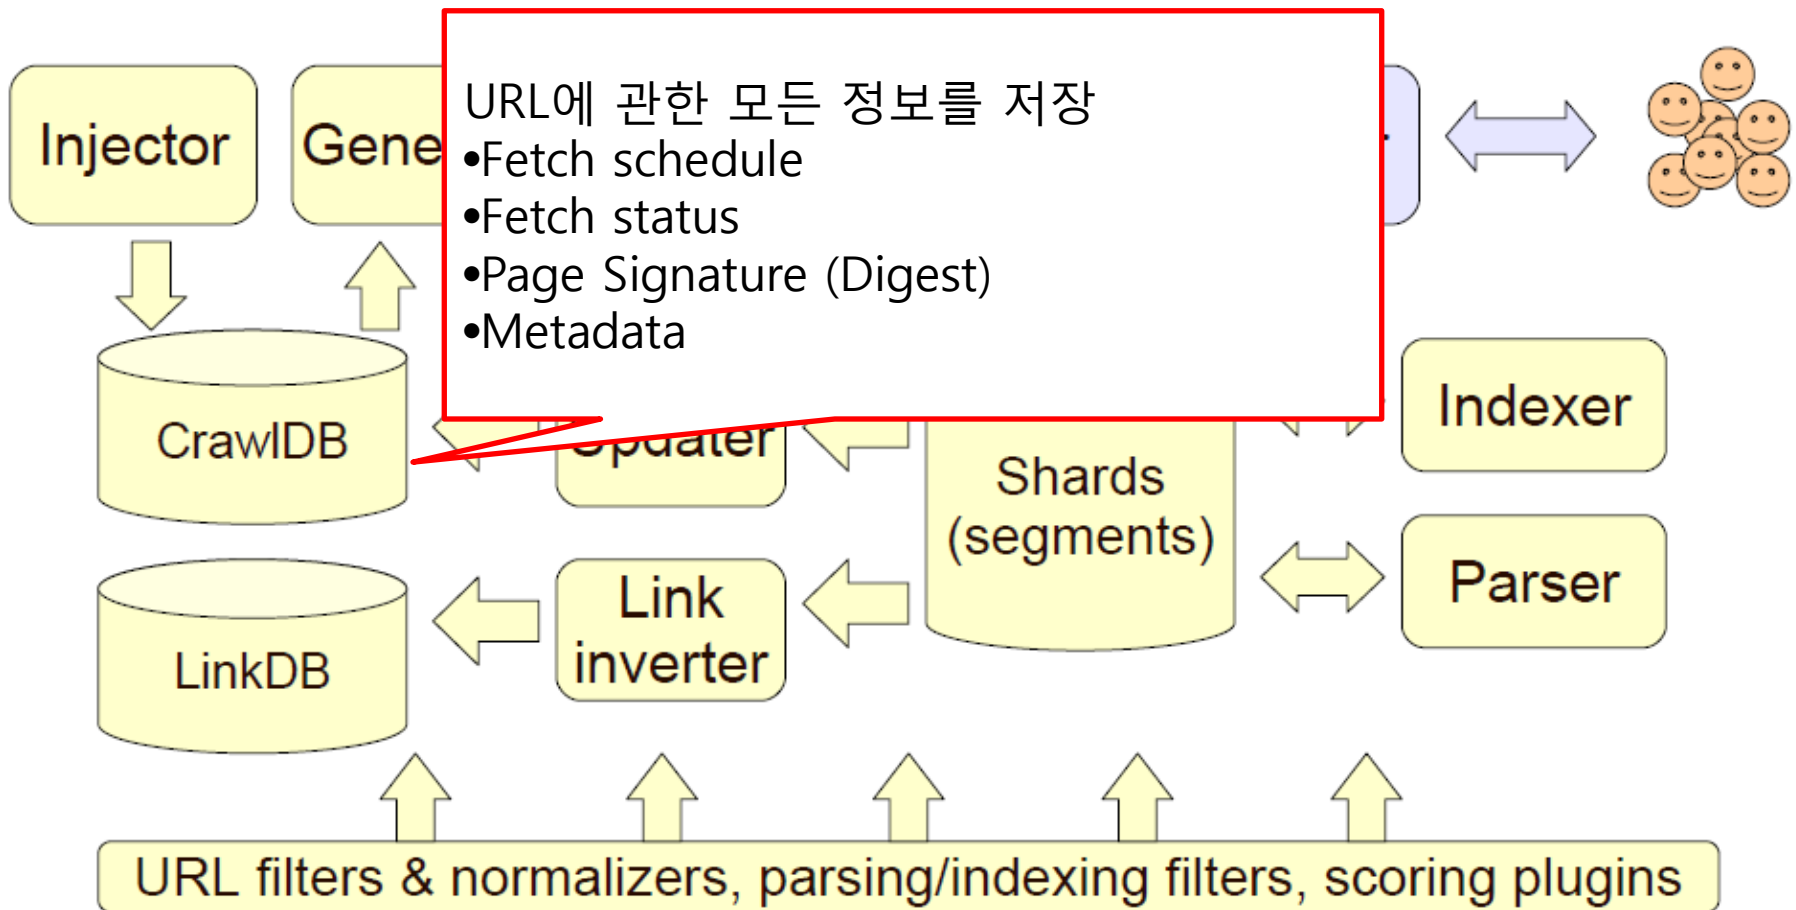 Injector
Gene
URL에 관한 모든 정보를 저장
•Fetch schedule
•Fetch status
•Page Signature (Digest)
•Metadata
CrawlDB
Updater
Shards
(segments)
Indexer
LinkDB
Link
inverter
Parser
URL filters & normalizers, parsing/indexing filters, scoring plugins